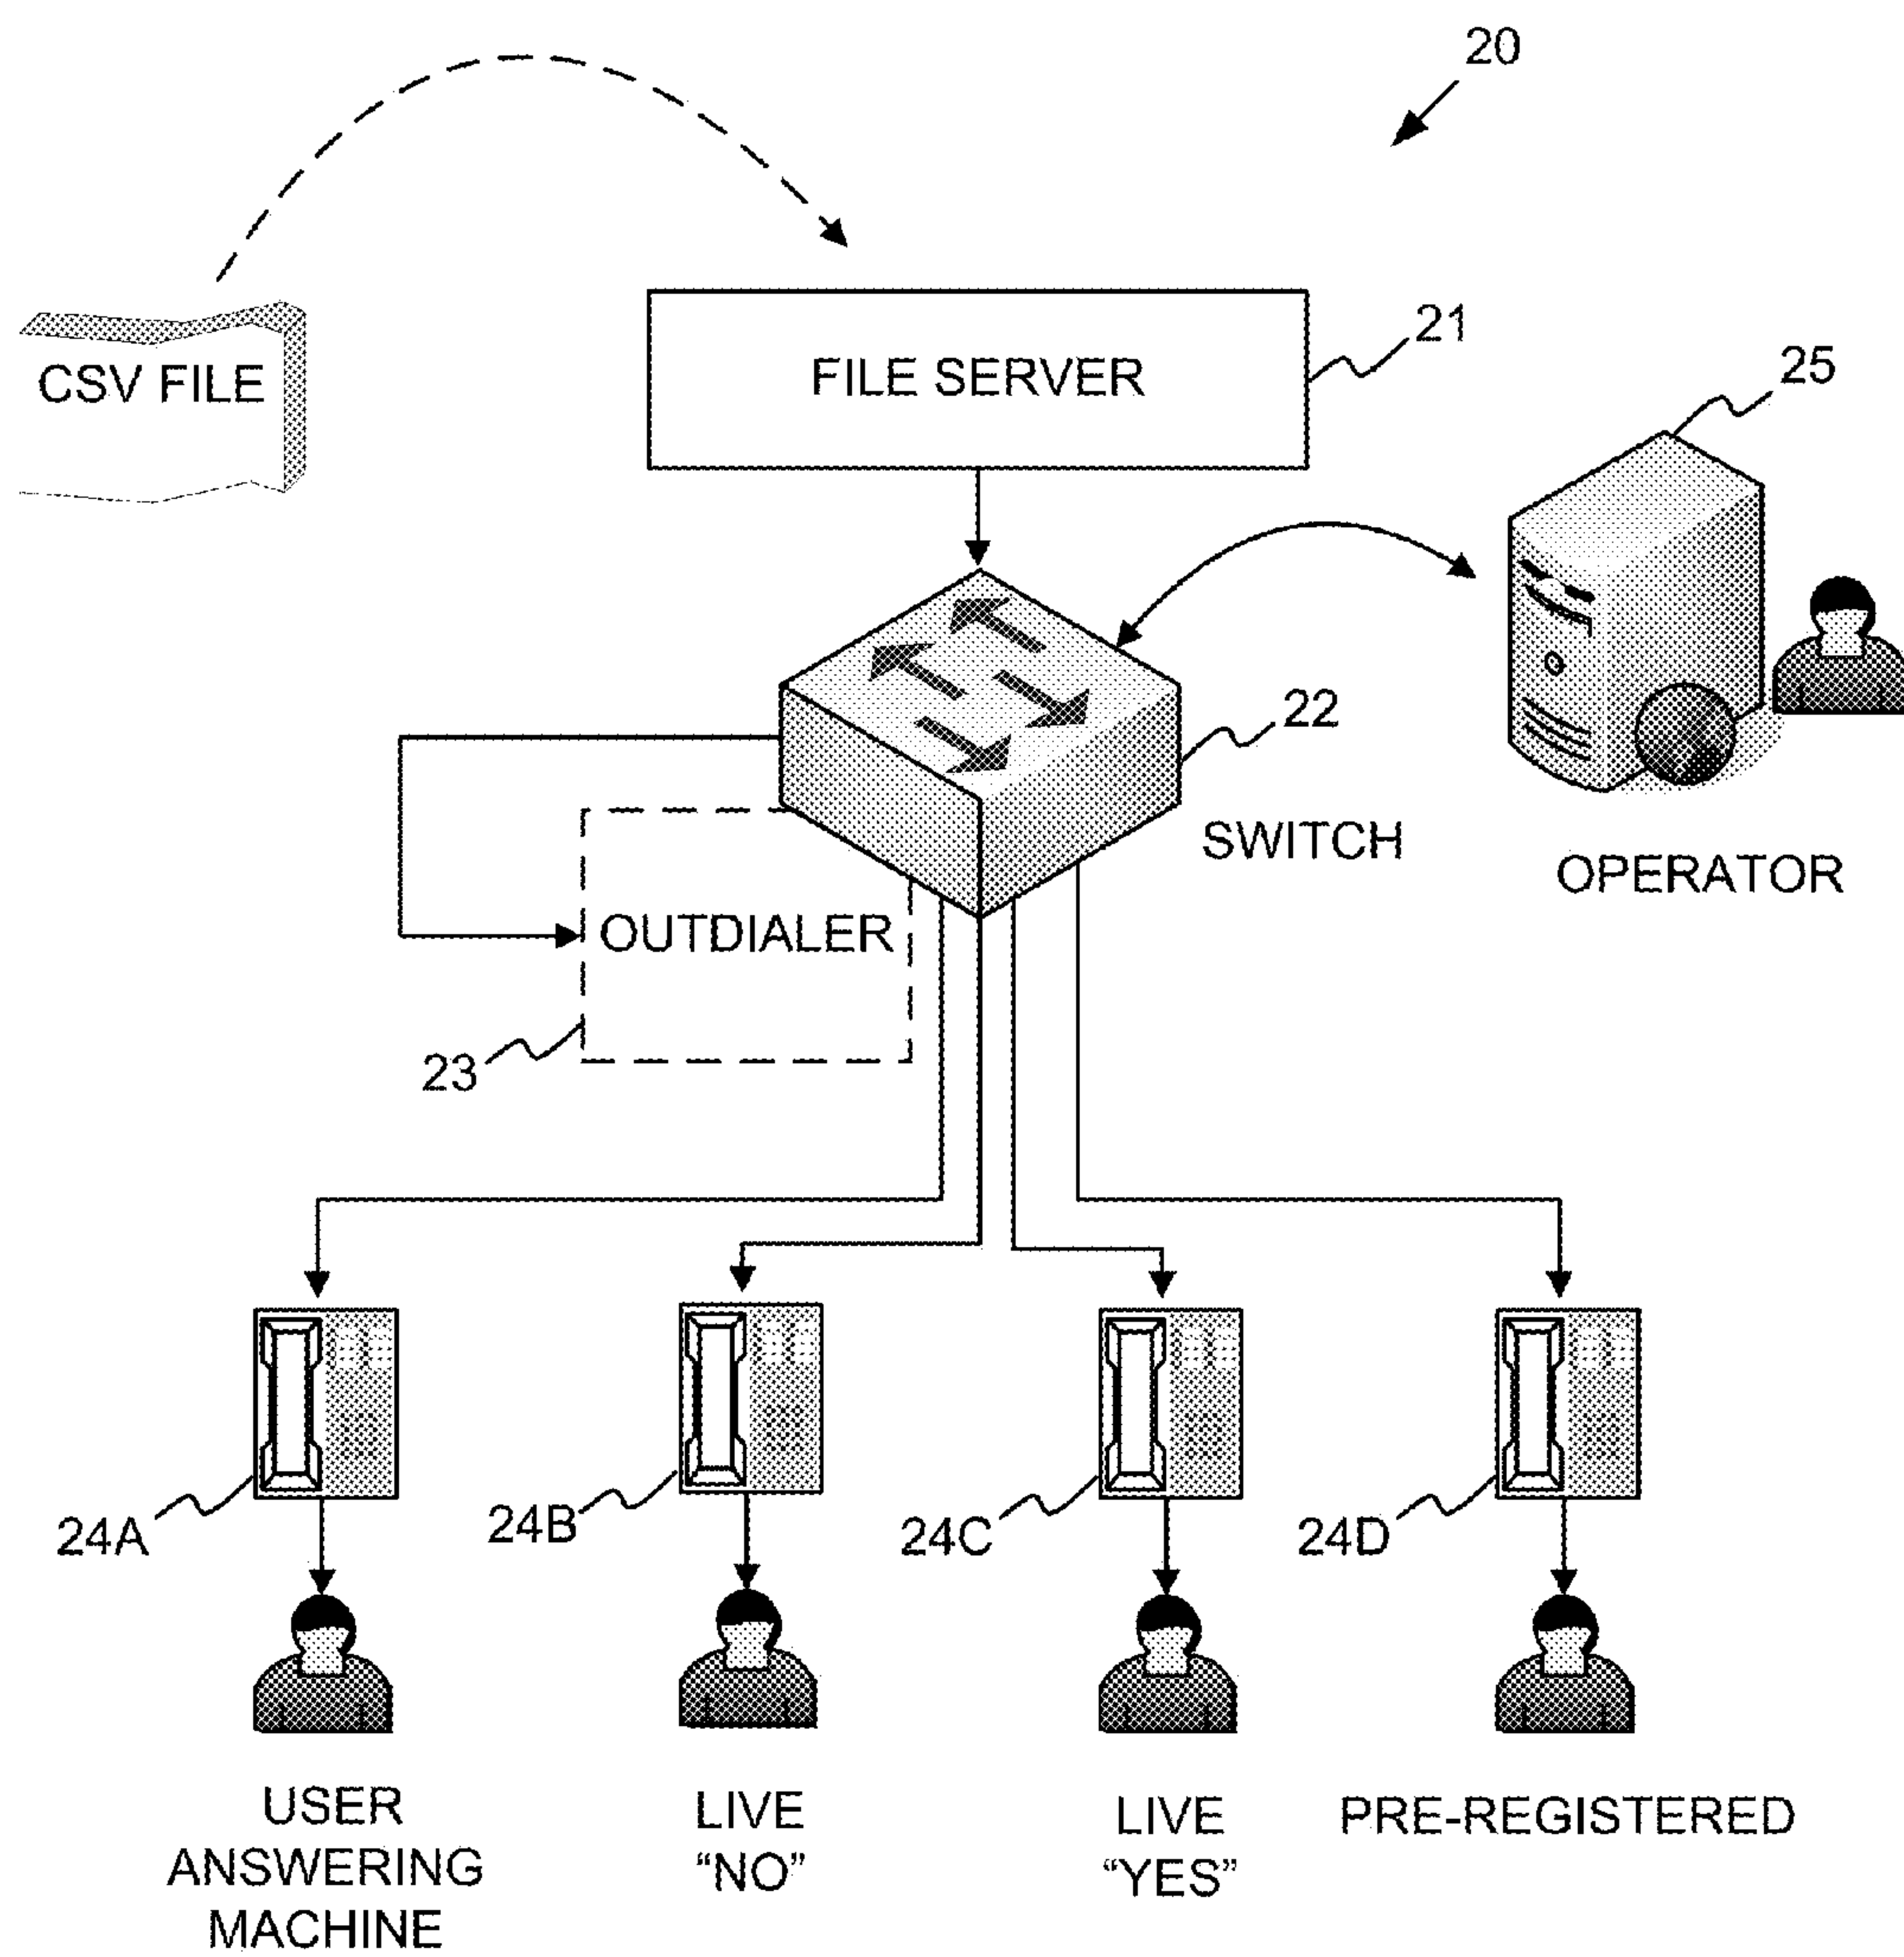 20
CSV FILE
FILE SERVER
21
25
22
SWITCH
OPERATOR
OUTDIALER
23
24A
24B
24C
24D
USER
ANSWERING
MACHINE
LIVE
“NO”
LIVE
“YES”
PRE-REGISTERED